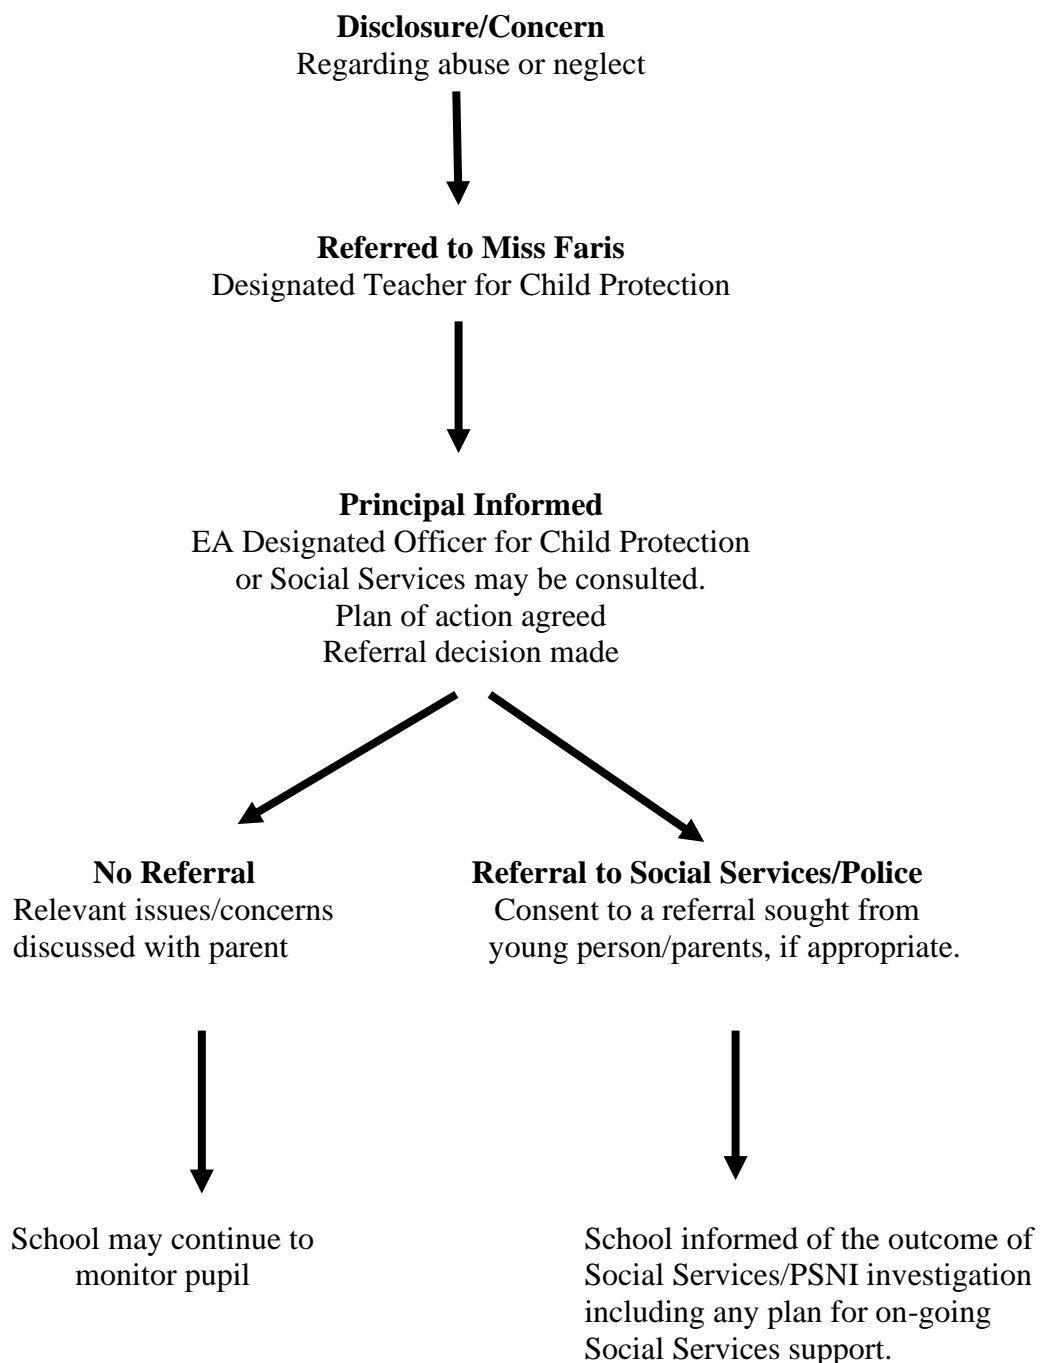 Disclosure/Concern
Regarding abuse or neglect
Referred to Miss Faris
Designated Teacher for Child Protection
Principal Informed
EA Designated Officer for Child Protection
or Social Services may be consulted.
Plan of action agreed
Referral decision made
No Referral
Relevant issues/concerns
discussed with parent
Referral to Social Services/Police
Consent to a referral sought from
young person/parents, if appropriate.
School may continue to
monitor pupil
School informed of the outcome of
Social Services/PSNI investigation
including any plan for on-going
Social Services support.